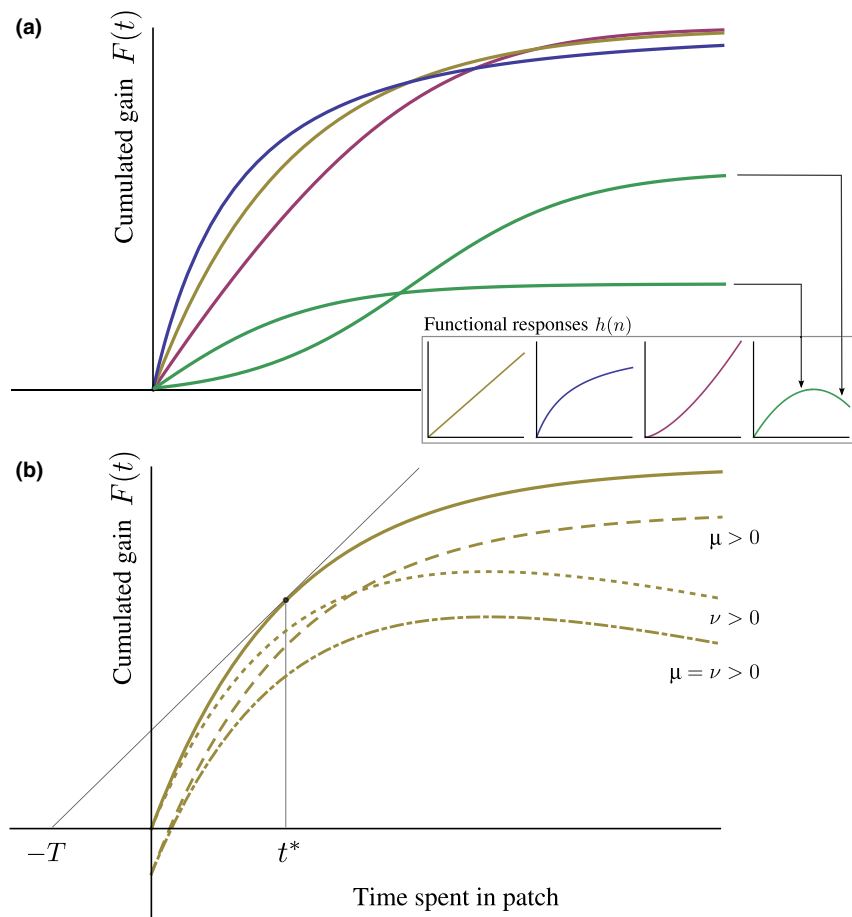 (a)
Cumulated gain F(t)
Functional responses h(n)
(b)
Cumulated gain F(t)
μ > 0
ν > 0
μ = ν > 0
−T
t*
Time spent in patch